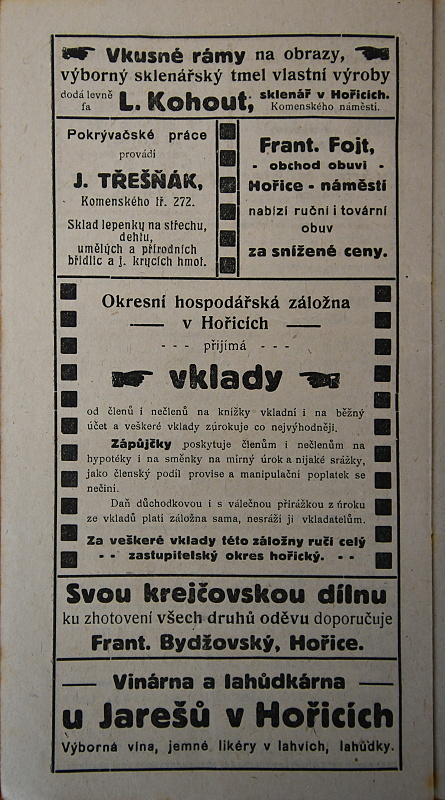 Vkusné rámy na obrazy,
výborný sklenářský tmel vlastní výroby
dodá levně fa L. Kohout, sklenář v Hořicích. Komenského náměstí.
Pokrývačské práce
provádí
J. TŘEŠŇÁK,
Komenského tř. 272.
Sklad lepenky na střechu,
dehtu,
umělých a přírodních
břidlic a j. krycích hmot.
Frant. Fojt,
- obchod obuvi -
Hořice - náměstí
nabízí ruční i tovární
obuv
za snížené ceny.
Okresní hospodářská záložna
— v Hořicích —
- - - přijímá - - -
vklady
od členů i nečlenů na knížky vkladní i na běžný
účet a veškeré vklady zúrokuje co nejvýhodněji.
Zápůjčky poskytuje členům i nečlenům na
hypotéky i na směnky na mírný úrok a nijaké srážky,
jako členský podíl provise a manipulační poplatek se
nečiní.
Daň důchodkovou i s válečnou přirážkou z úroku
ze vkladů platí záložna sama, nesráží ji vkladatelům.
Za veškeré vklady této záložny ručí celý
- - zastupitelský okres hořický. - -
Svou krejčovskou dílnu
ku zhotovení všech druhů oděvu doporučuje
Frant. Bydžovský, Hořice.
— Vinárna a lahůdkárna —
u Jarešů v Hořicích
Výborná vína, jemné likéry v lahvích, lahůdky.